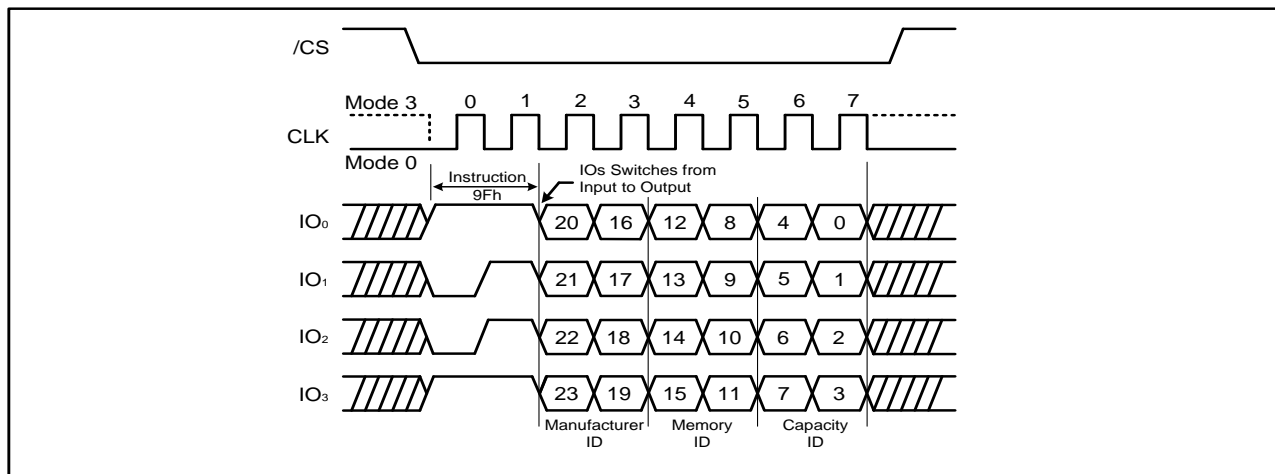 /CS
Mode 3 0 1 2 3 4 5 6 7
CLK
Mode 0
Instruction
9Fh
IOs Switches from
Input to Output
IO₀ 20 16 12 8 4 0
IO₁ 21 17 13 9 5 1
IO₂ 22 18 14 10 6 2
IO₃ 23 19 15 11 7 3
Manufacturer
ID
Memory
ID
Capacity
ID